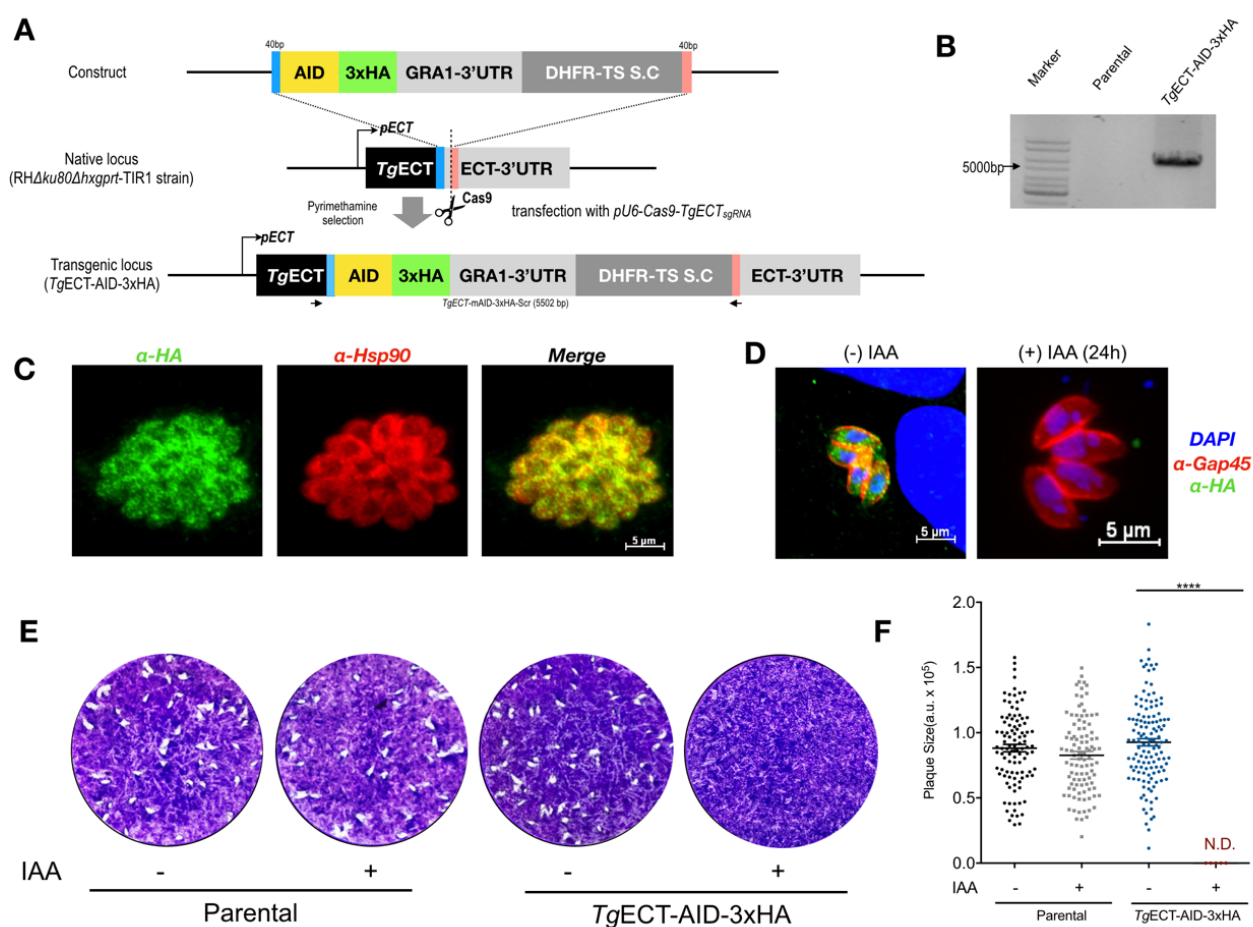 A
40bp
40bp
Construct
AID
3xHA
GRA1-3'UTR
DHFR-TS S.C
pECT
Native locus
(RHΔku80Δhxgprt-TIR1 strain)
TgECT
ECT-3'UTR
Cas9
Pyrimethamine
selection
transfection with pU6-Cas9-TgECTsgRNA
pECT
Transgenic locus
(TgECT-AID-3xHA)
TgECT
AID
3xHA
GRA1-3'UTR
DHFR-TS S.C
ECT-3'UTR
TgECT-mAID-3xHA-Scr (5502 bp)
B
Marker
Parental
TgECT-AID-3xHA
5000bp
C
α-HA
α-Hsp90
Merge
5 µm
D
(-) IAA
(+) IAA (24h)
5 µm
5 µm
DAPI
α-Gap45
α-HA
E
IAA
-
+
-
+
Parental
TgECT-AID-3xHA
F
Plaque Size(a.u. x 10⁵)
2.0
1.5
1.0
0.5
0.0
****
N.D.
IAA
-
+
-
+
Parental
TgECT-AID-3xHA